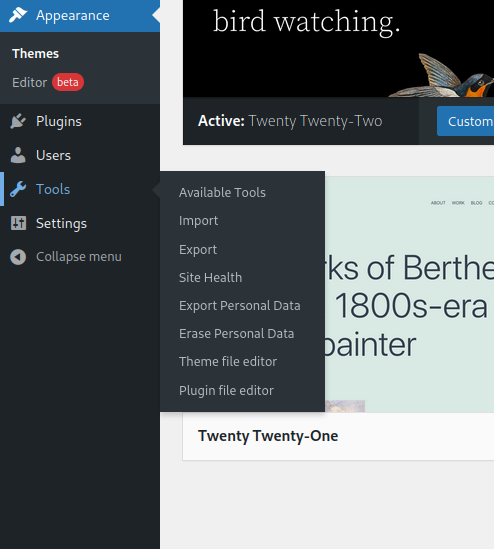 Appearance
Themes
Editor beta
Plugins
Users
Tools
Settings
Collapse menu
Available Tools
Import
Export
Site Health
Export Personal Data
Erase Personal Data
Theme file editor
Plugin file editor
bird watching.
Active: Twenty Twenty-Two
Custom
ABOUT WORK BLOG CO
rks of Berthe
1800s-era
painter
Twenty Twenty-One